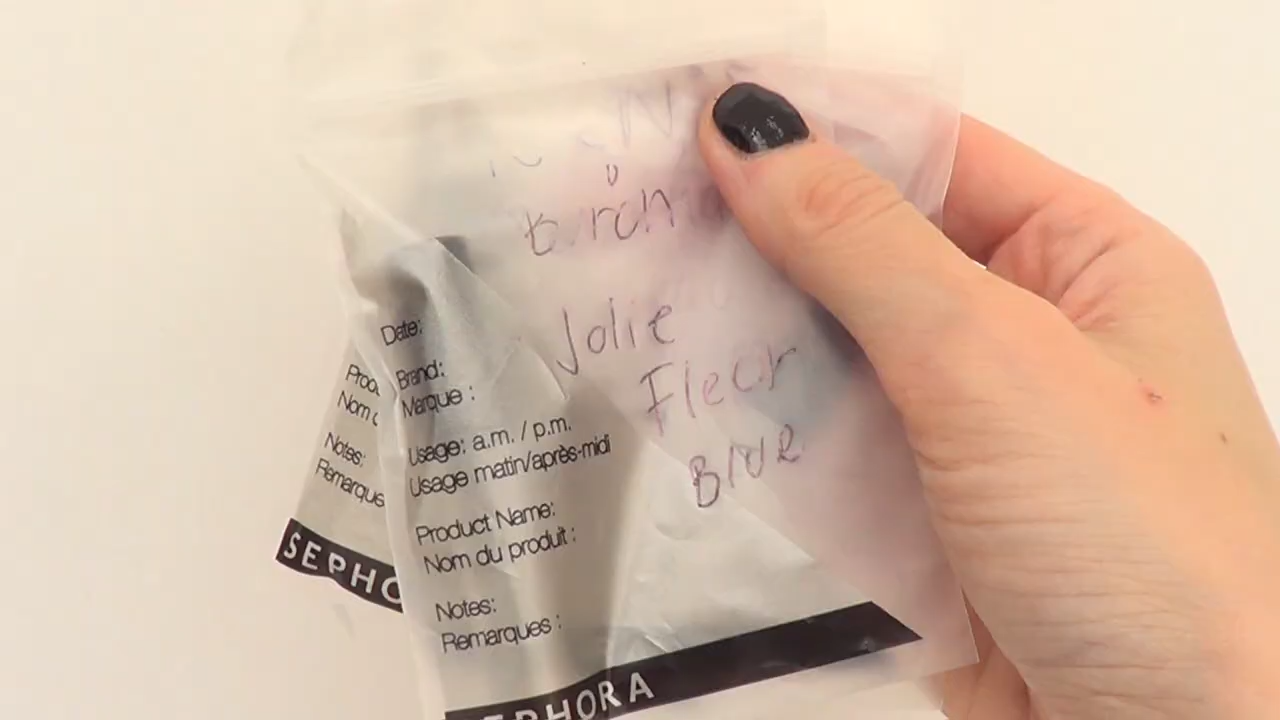 Jolie
Fleur
Blue
Date:
Brand:
Marque :
Usage: a.m. / p.m.
Usage matin/après-midi
Product Name:
Nom du produit :
Notes:
Remarques :
SEPHORA
Notes:
Remarques
SEPHO